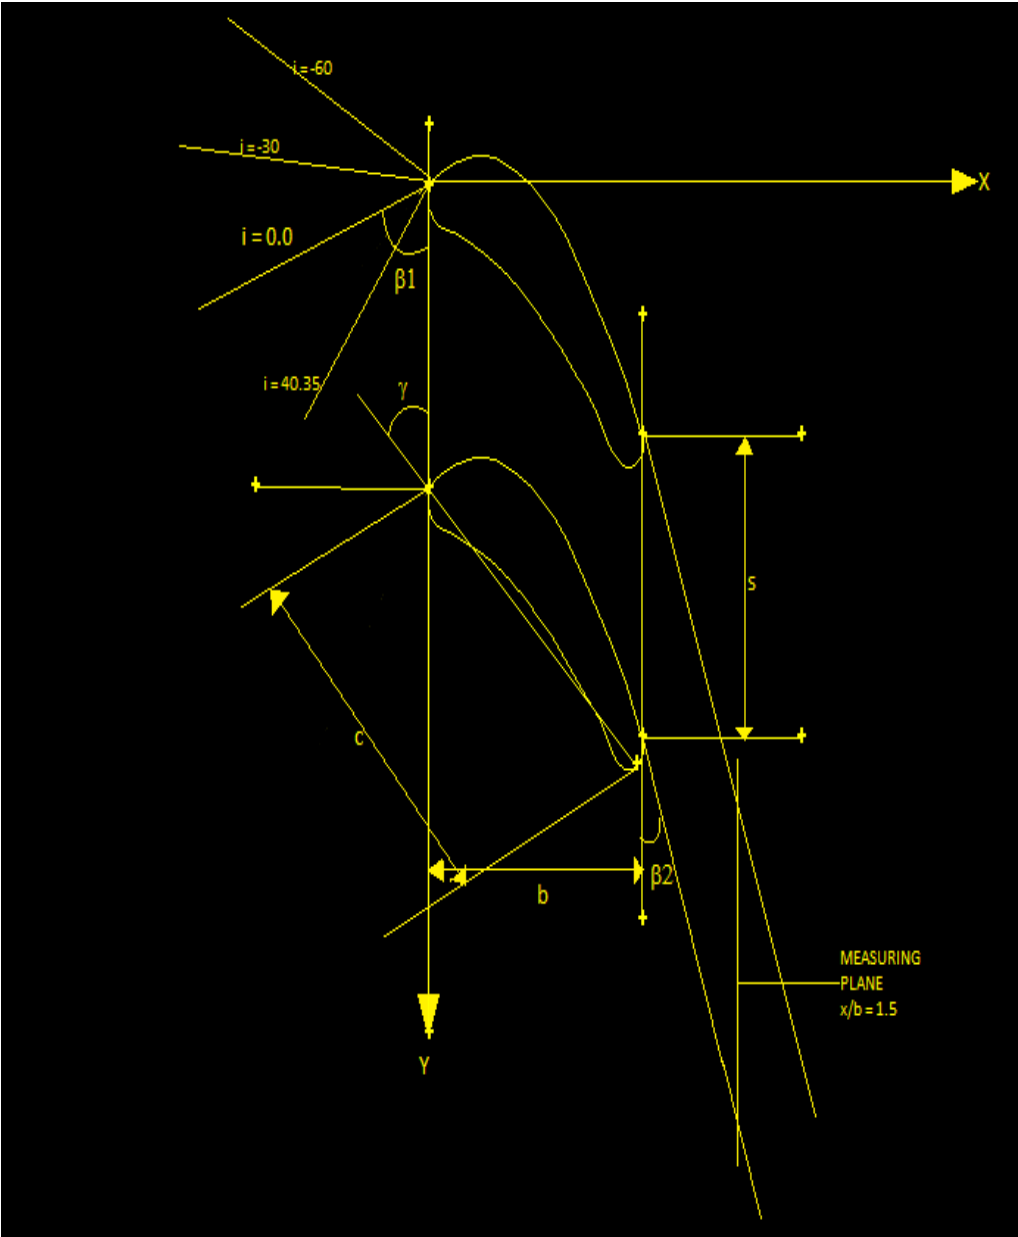 i = -60
i = -30
X
i = 0.0
β1
i = 40.35
γ
S
c
β2
b
MEASURING
PLANE
x/b = 1.5
Y